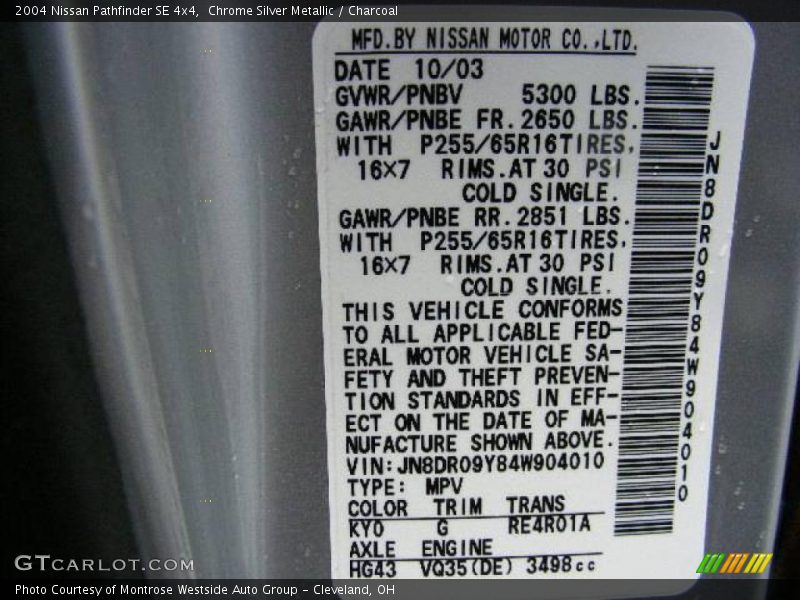 2004 Nissan Pathfinder SE 4x4,  Chrome Silver Metallic / Charcoal
MFD.BY NISSAN MOTOR CO.,LTD.
DATE 10/03
GVWR/PNBV 5300 LBS.
GAWR/PNBE FR.2650 LBS.
WITH P255/65R16TIRES,
16×7 RIMS.AT 30 PSI
COLD SINGLE.
GAWR/PNBE RR.2851 LBS.
WITH P255/65R16TIRES,
16×7 RIMS.AT 30 PSI
COLD SINGLE.
THIS VEHICLE CONFORMS
TO ALL APPLICABLE FED-
ERAL MOTOR VEHICLE SA-
FETY AND THEFT PREVEN-
TION STANDARDS IN EFF-
ECT ON THE DATE OF MA-
NUFACTURE SHOWN ABOVE.
VIN:JN8DR09Y84W904010
TYPE: MPV
COLOR TRIM TRANS
KY0 G RE4R01A
AXLE ENGINE
HG43 VQ35(DE) 3498cc
JN8DR09Y84W904010
GTcarlot.com
Photo Courtesy of Montrose Westside Auto Group – Cleveland, OH